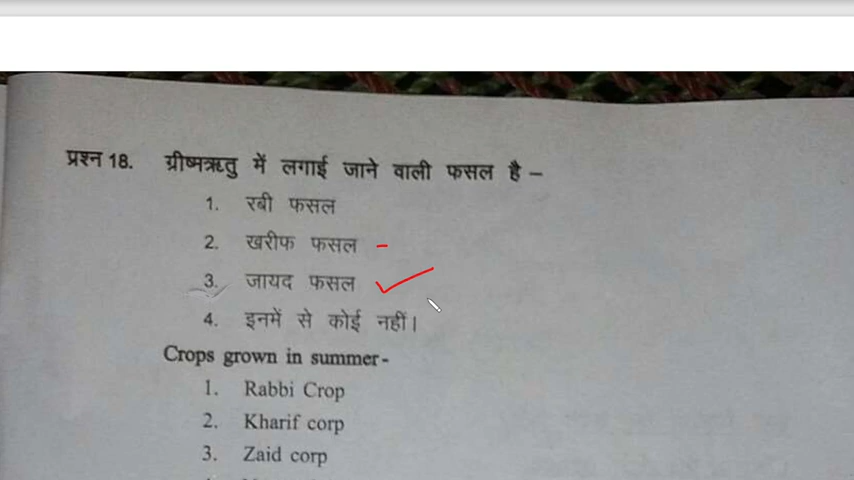 प्रश्न 18. ग्रीष्मऋतु में लगाई जाने वाली फसल है –
1. रबी फसल
2. खरीफ फसल
3. जायद फसल
4. इनमें से कोई नहीं।
Crops grown in summer-
1. Rabbi Crop
2. Kharif corp
3. Zaid corp